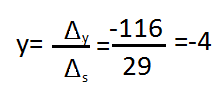 y= Δy/Δs = -116/29 =-4